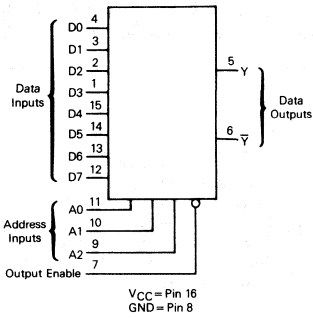 4
D0
3
D1
2
D2
1
D3
15
D4
14
D5
13
D6
12
D7
Data
Inputs
5
Y
6
Y̅
Data
Outputs
11
A0
10
A1
9
A2
Address
Inputs
7
Output Enable
VCC = Pin 16
GND = Pin 8